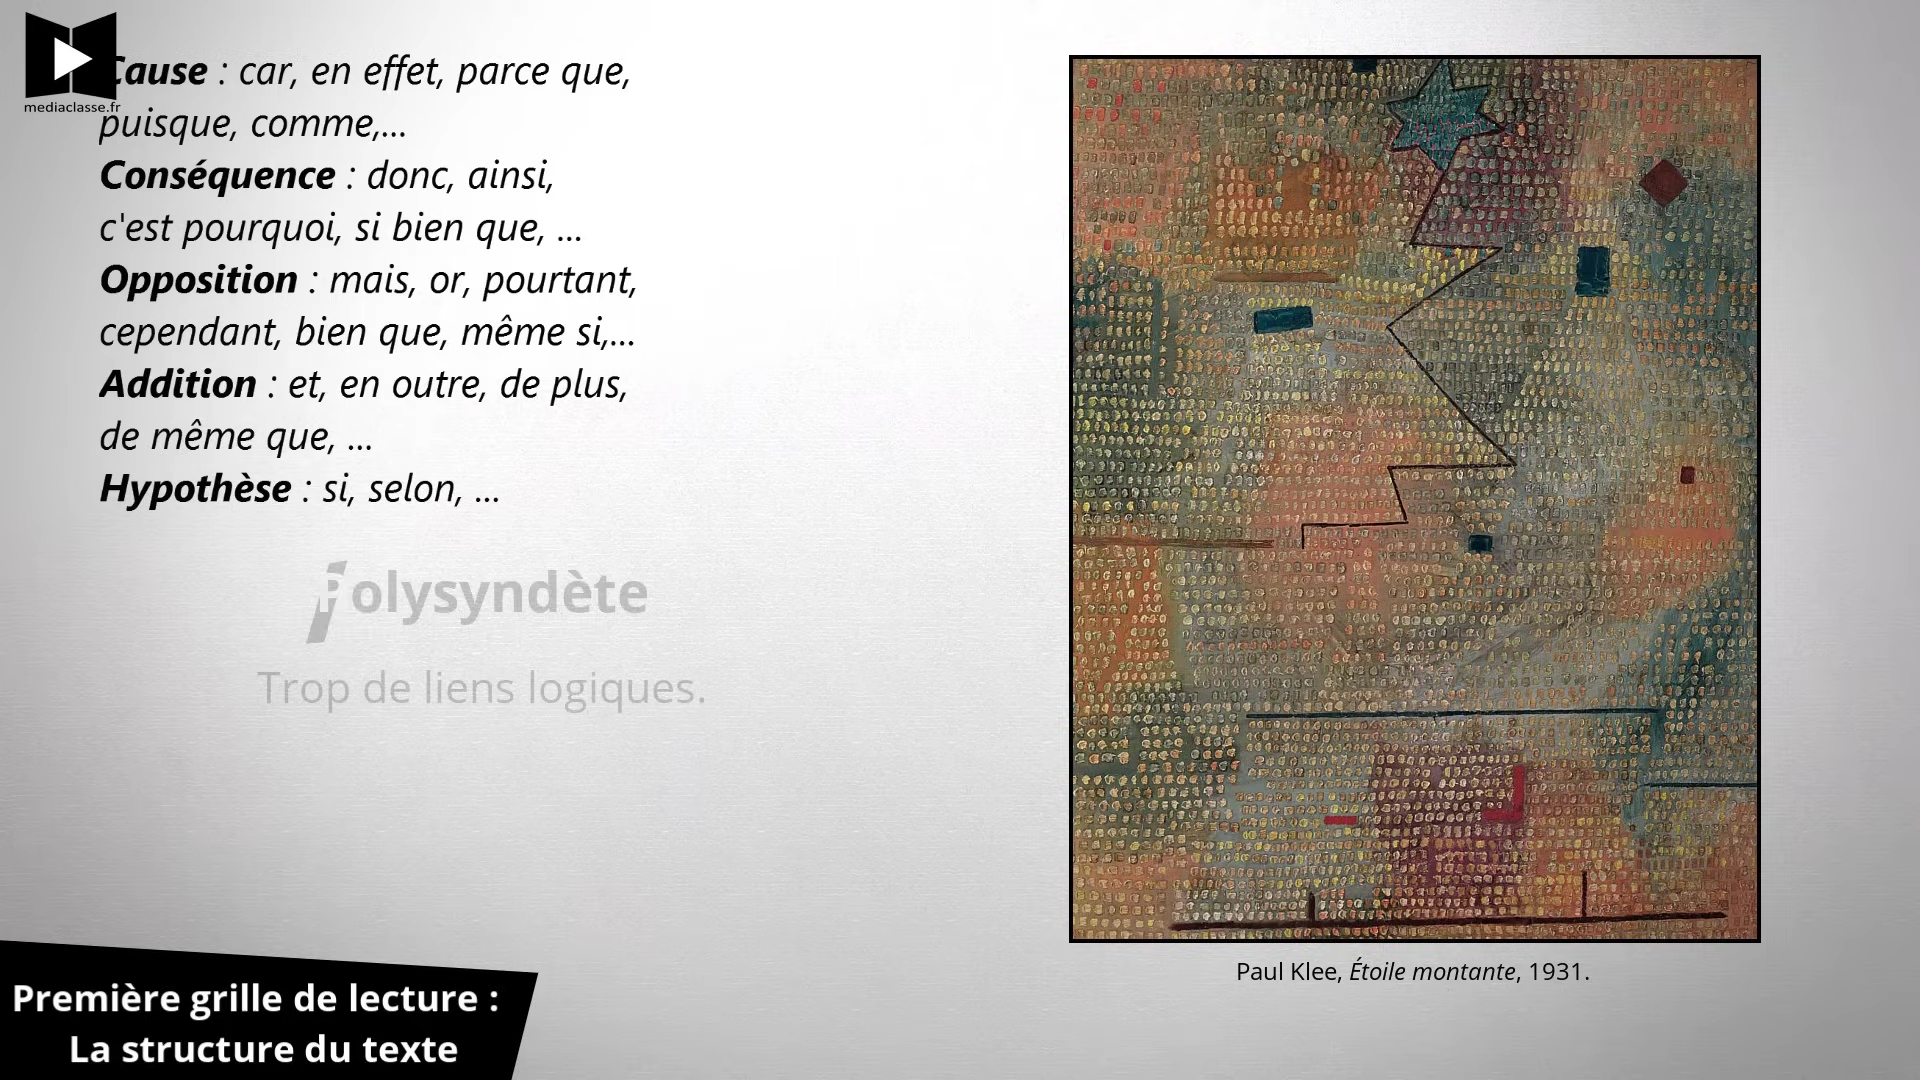 mediaclasse.fr
Cause : car, en effet, parce que,
puisque, comme,...
Conséquence : donc, ainsi,
c'est pourquoi, si bien que, ...
Opposition : mais, or, pourtant,
cependant, bien que, même si,...
Addition : et, en outre, de plus,
de même que, ...
Hypothèse : si, selon, ...
Polysyndète
Trop de liens logiques.
Paul Klee, Étoile montante, 1931.
Première grille de lecture :
La structure du texte